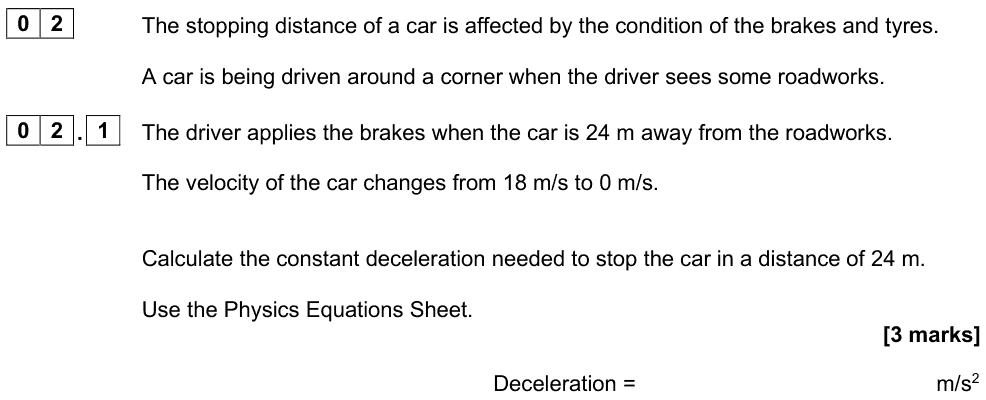 0 2 The stopping distance of a car is affected by the condition of the brakes and tyres.
A car is being driven around a corner when the driver sees some roadworks.
0 2 . 1 The driver applies the brakes when the car is 24 m away from the roadworks.
The velocity of the car changes from 18 m/s to 0 m/s.
Calculate the constant deceleration needed to stop the car in a distance of 24 m.
Use the Physics Equations Sheet.
[3 marks]
Deceleration = m/s²